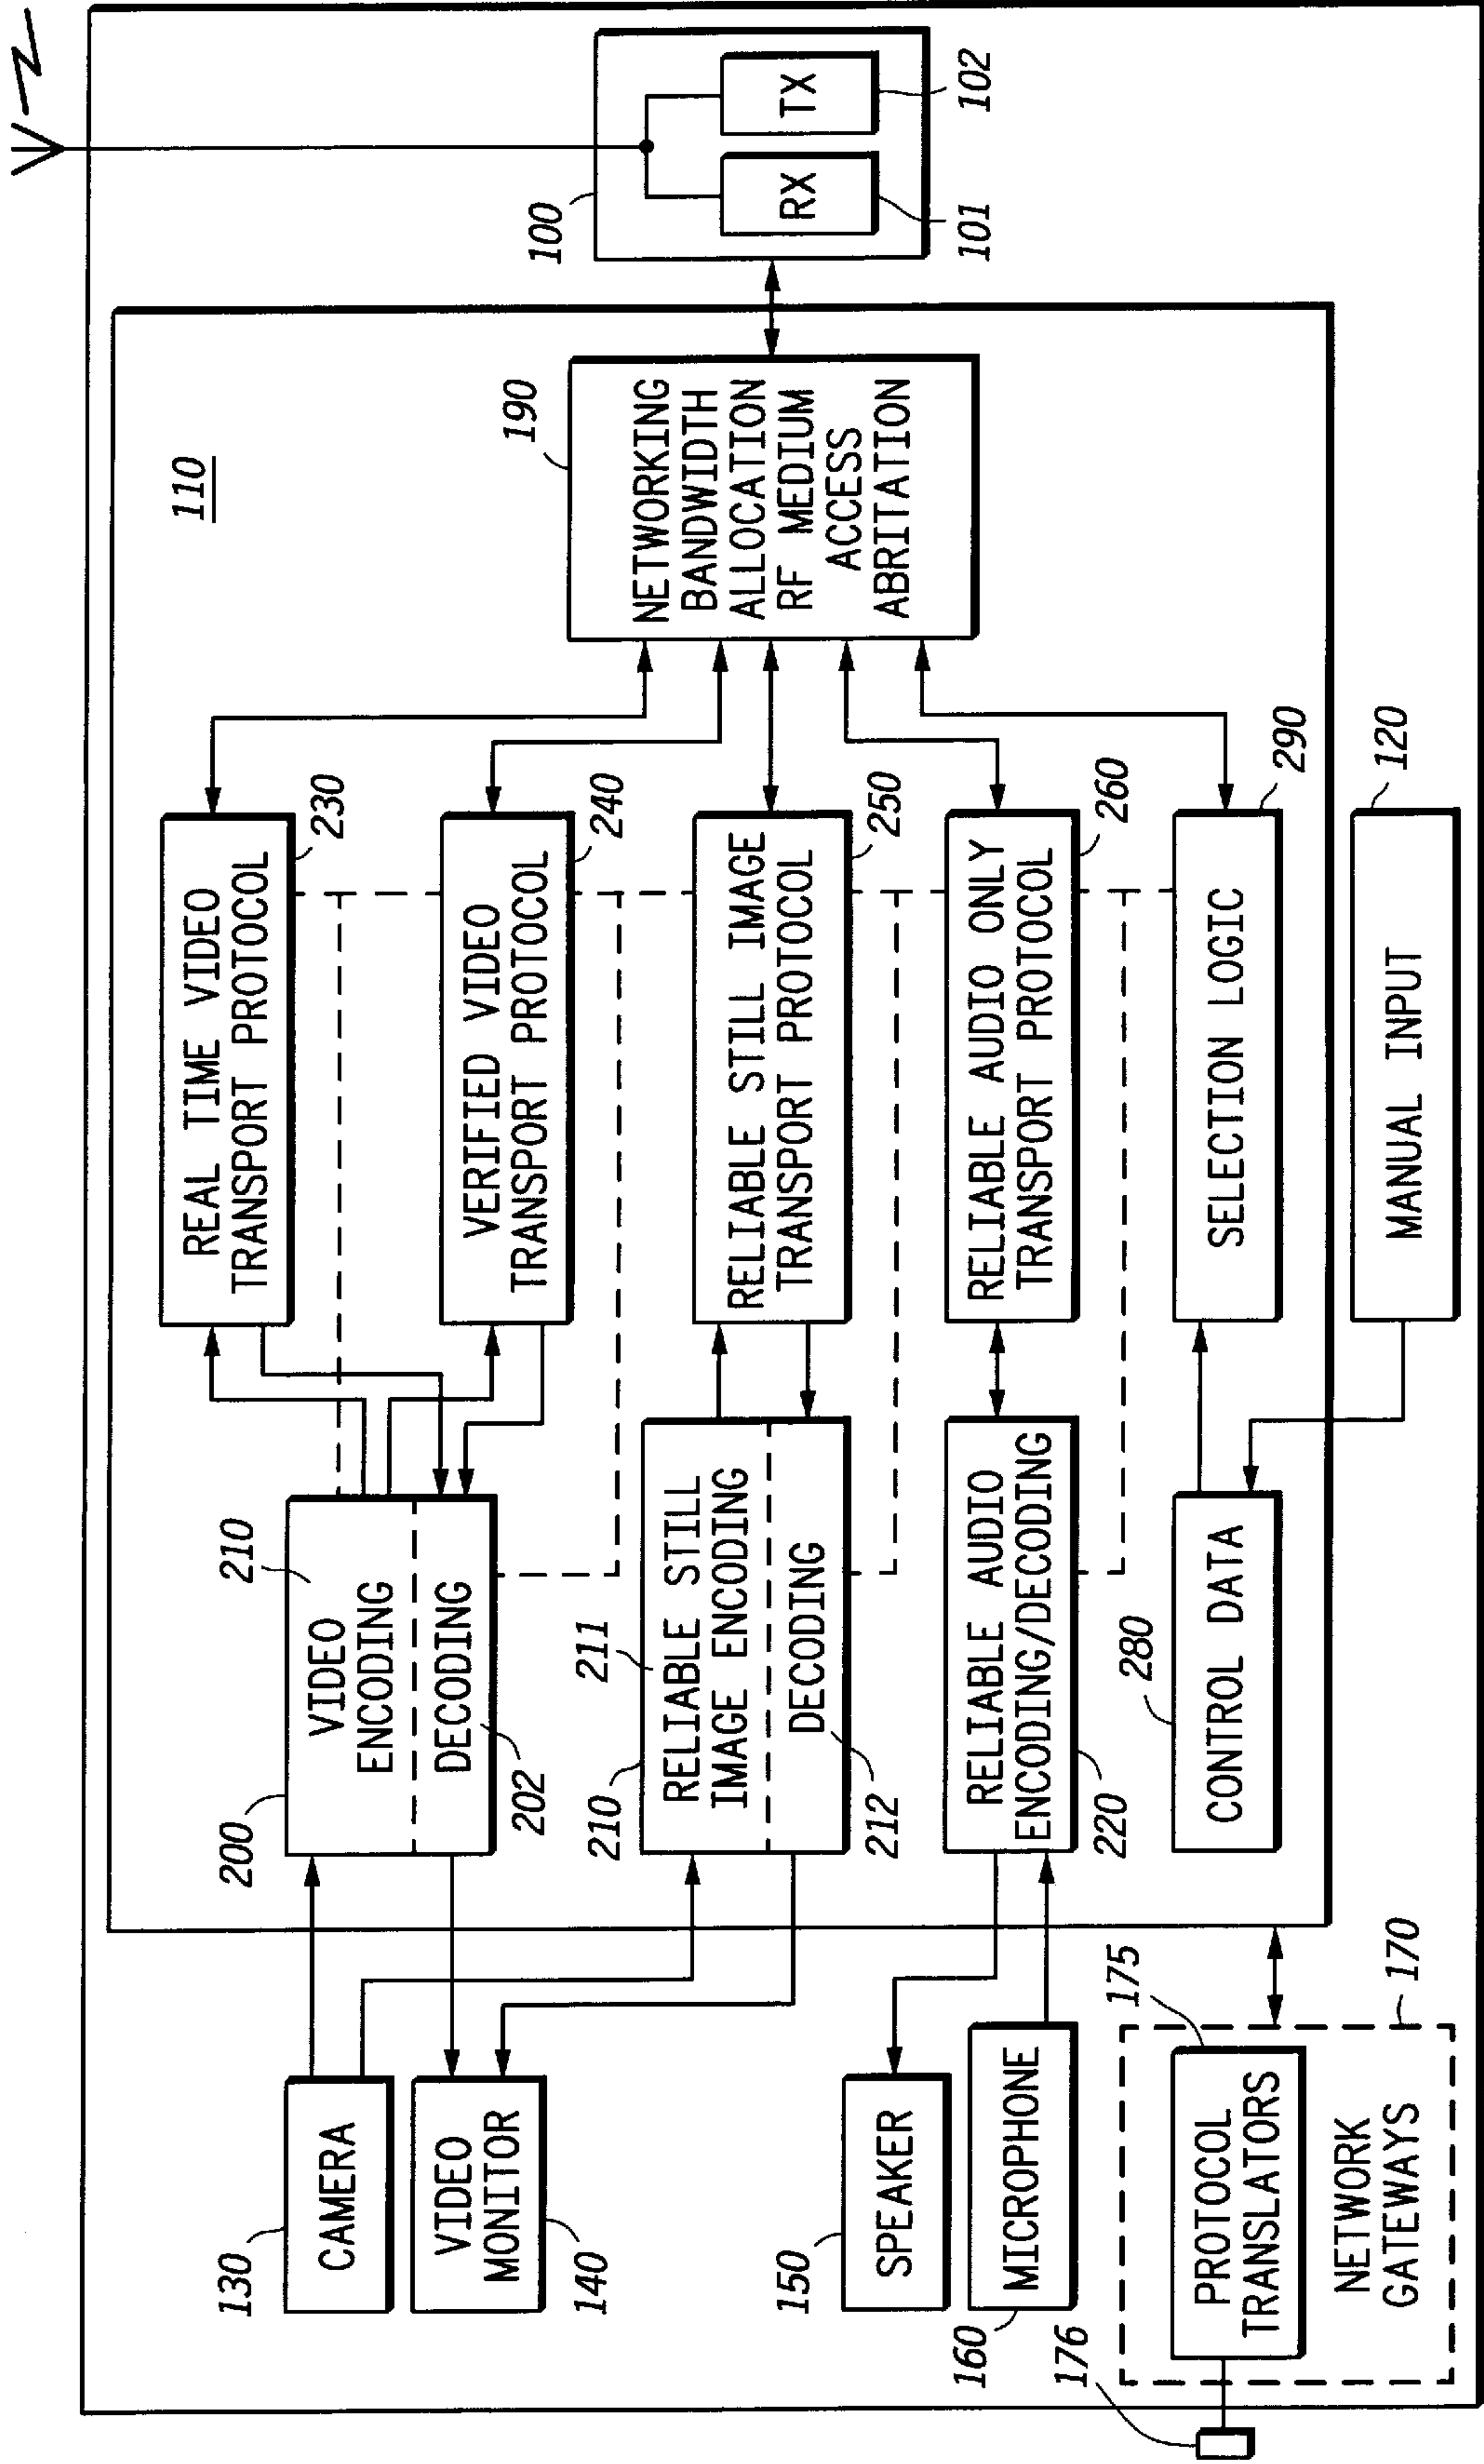 110
100
RX
TX
101
102
190
NETWORKING
BANDWIDTH
ALLOCATION
RF MEDIUM
ACCESS
ABRITATION
REAL TIME VIDEO
TRANSPORT PROTOCOL
230
VERIFIED VIDEO
TRANSPORT PROTOCOL
240
RELIABLE STILL IMAGE
TRANSPORT PROTOCOL
250
RELIABLE AUDIO ONLY
TRANSPORT PROTOCOL
260
SELECTION LOGIC
290
MANUAL INPUT
120
200
210
VIDEO
ENCODING
DECODING
202
210
211
RELIABLE STILL
IMAGE ENCODING
DECODING
212
RELIABLE AUDIO
ENCODING/DECODING
220
280
CONTROL DATA
130
CAMERA
VIDEO
MONITOR
140
150
SPEAKER
MICROPHONE
160
175
170
PROTOCOL
TRANSLATORS
NETWORK
GATEWAYS
176